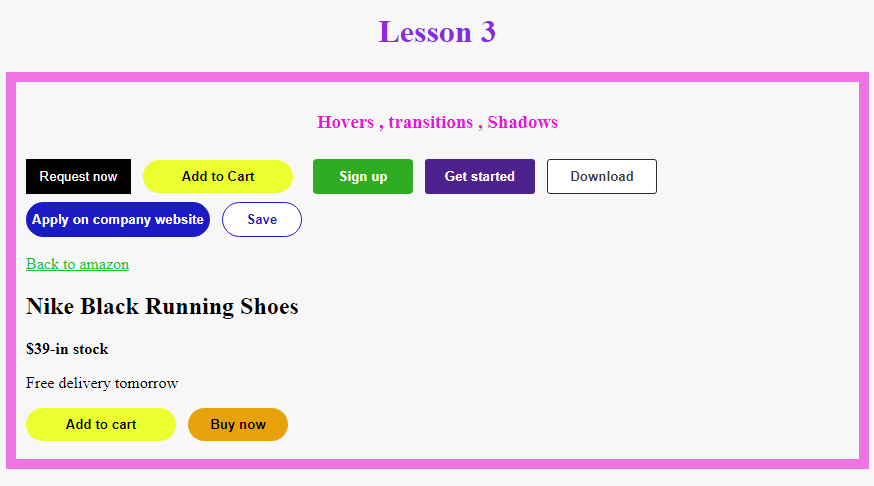 Lesson 3
Hovers , transitions , Shadows
Request now Add to Cart Sign up Get started Download
Apply on company website Save
Back to amazon
Nike Black Running Shoes
$39-in stock
Free delivery tomorrow
Add to cart Buy now